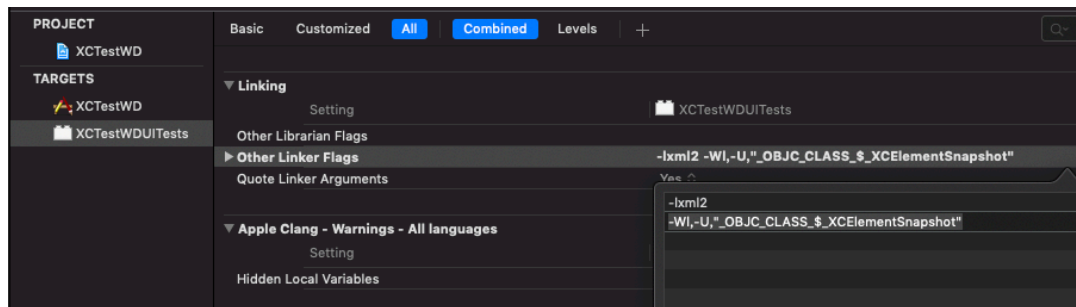 PROJECT
XCTestWD
TARGETS
XCTestWD
XCTestWDUITests
Basic Customized All Combined Levels +
Linking
Setting XCTestWDUITests
Other Librarian Flags
Other Linker Flags -lxml2 -Wl,-U,"_OBJC_CLASS_$_XCElementSnapshot"
Quote Linker Arguments Yes
-lxml2
-Wl,-U,"_OBJC_CLASS_$_XCElementSnapshot"
Apple Clang - Warnings - All languages
Setting
Hidden Local Variables